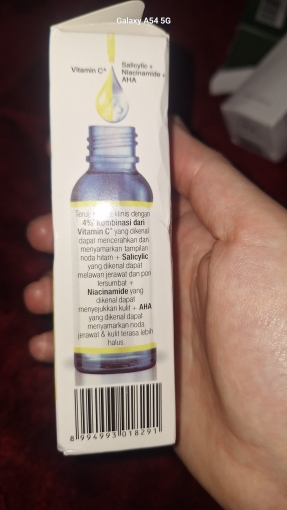 Galaxy A54 5G
Vitamin C*
Salicylic +
Niacinamide +
AHA
klinis dengan
4%* kombinasi dari
Vitamin C* yang dikenal
dapat mencerahkan dan
menyamarkan tampilan
noda hitam + Salicylic
yang dikenal dapat
melawan jerawat dan pori
tersumbat +
Niacinamide yang
dikenal dapat
menyejukkan kulit + AHA
yang dikenal dapat
menyamarkan noda
jerawat & kulit terasa lebih
halus.
8 994993 018291